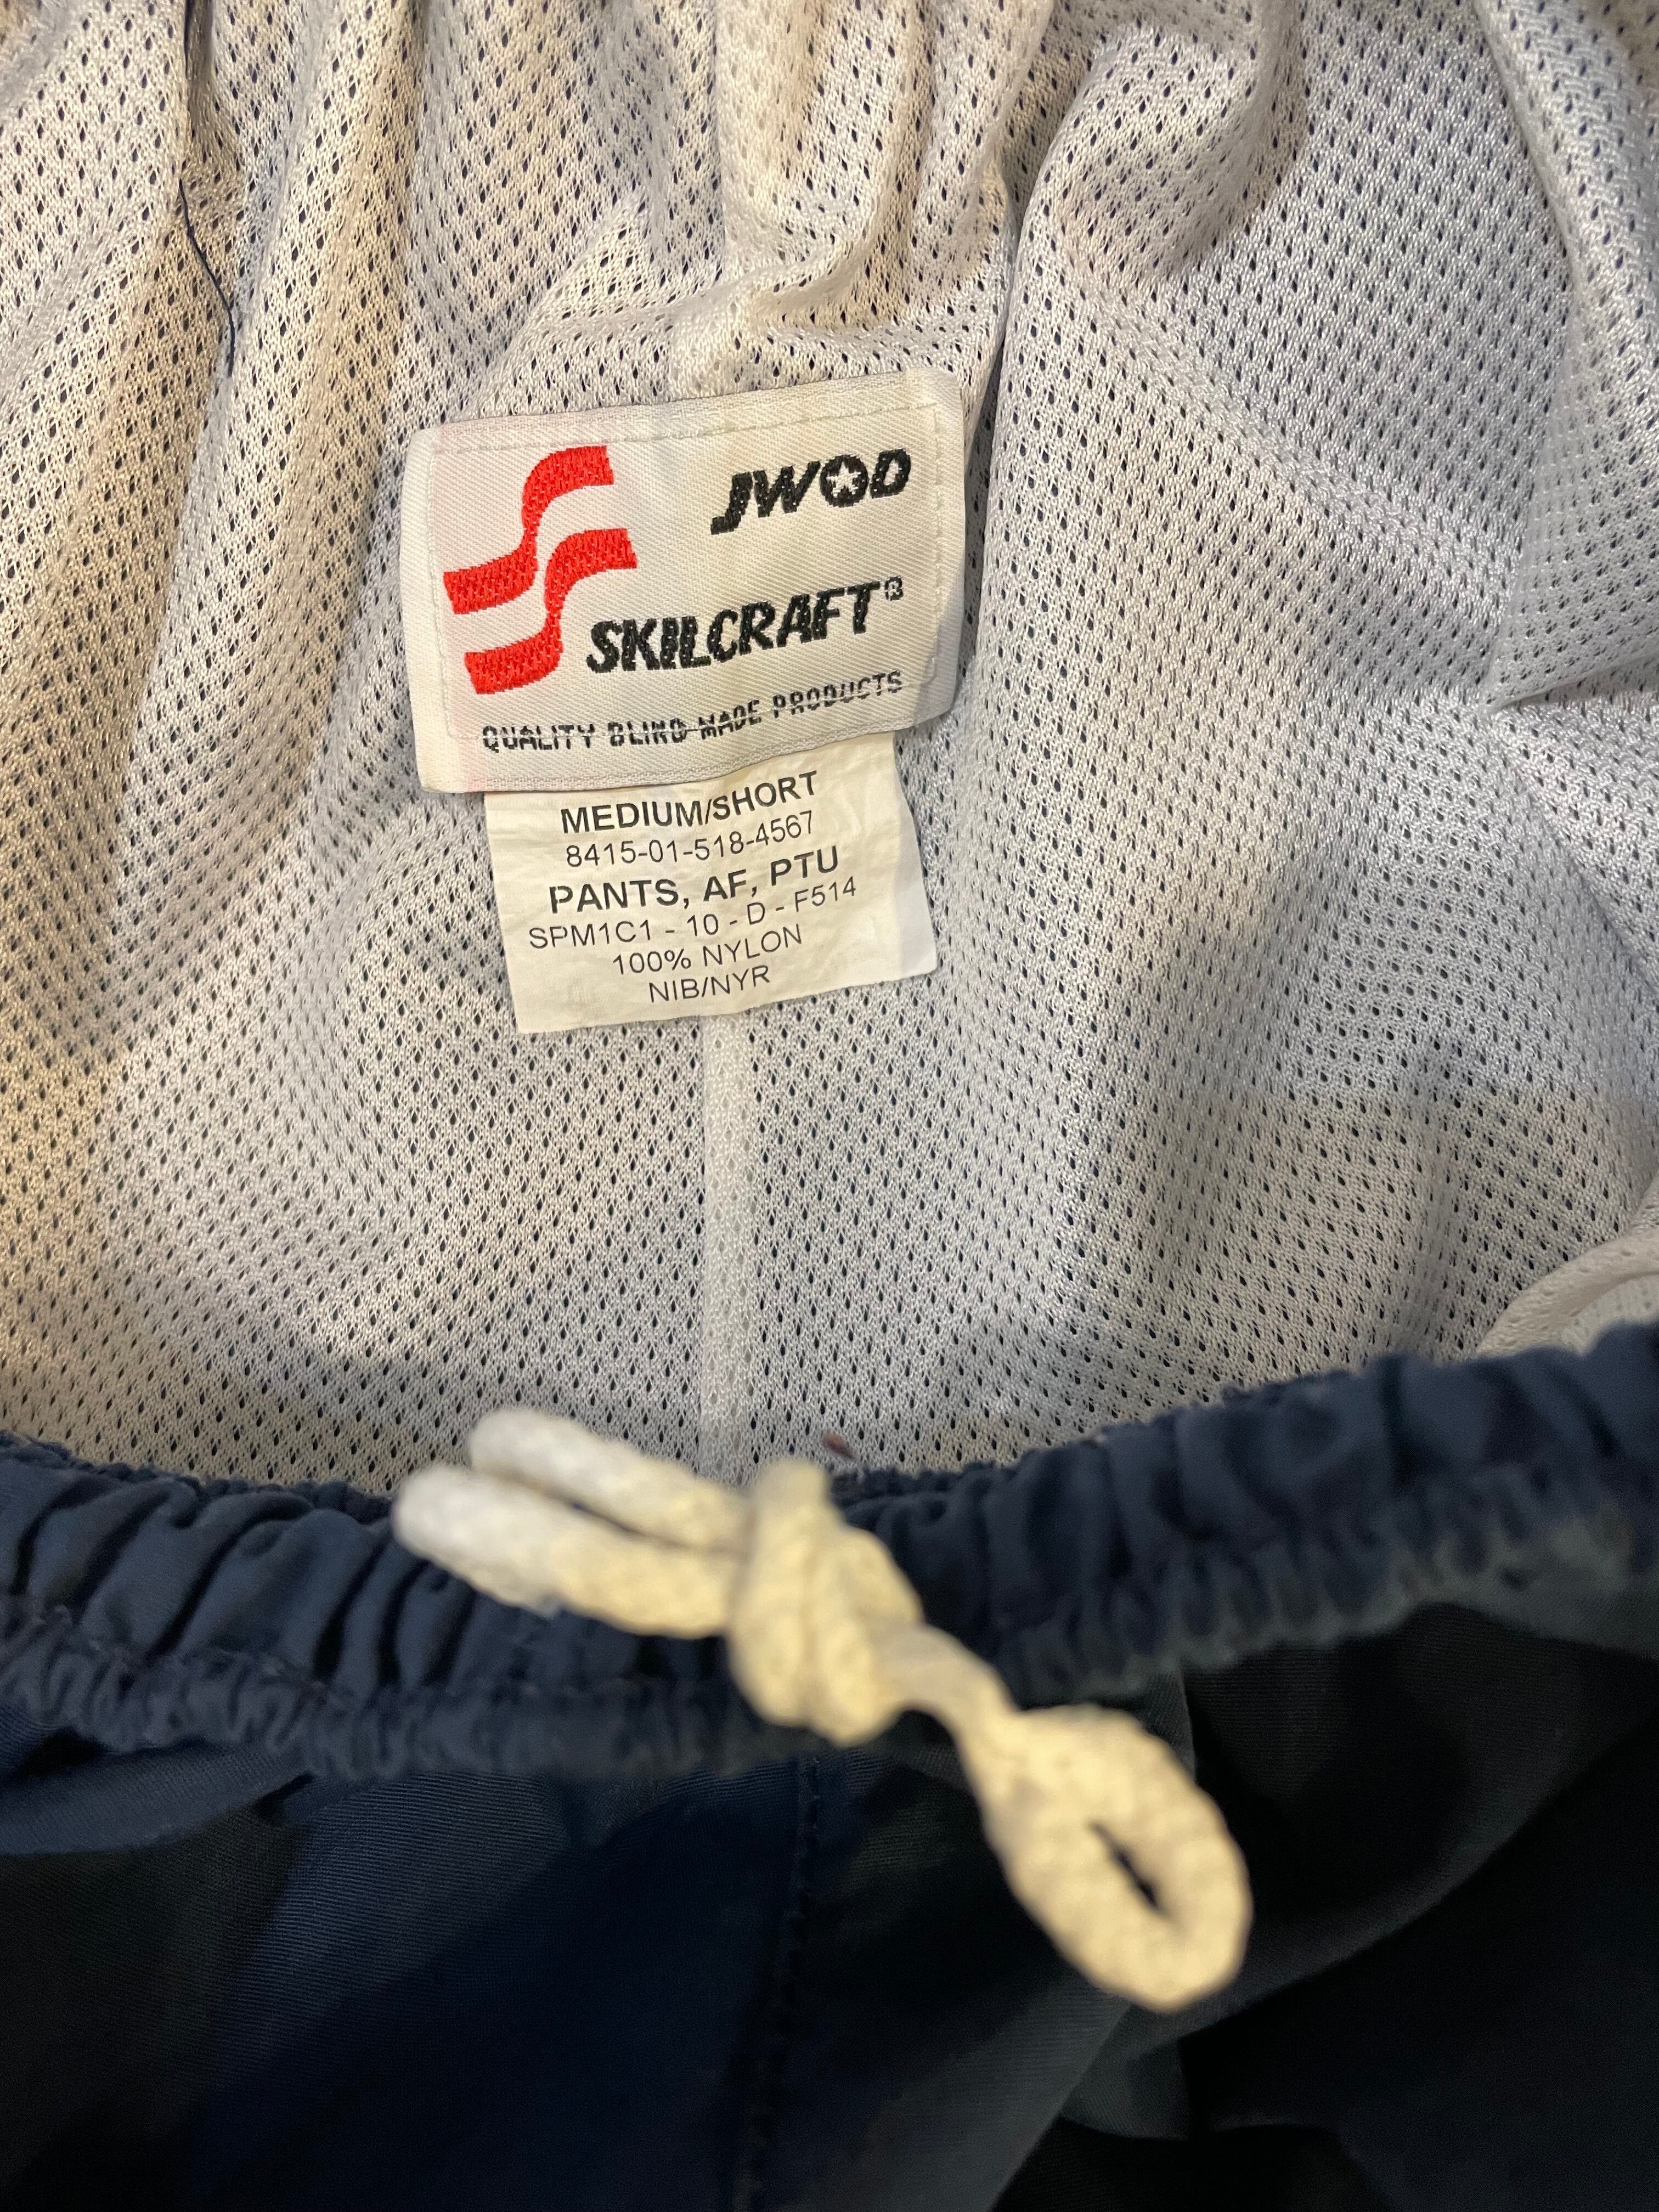 JWOD
SKILCRAFT®
QUALITY BLIND MADE PRODUCTS
MEDIUM/SHORT
8415-01-518-4567
PANTS, AF, PTU
SPM1C1 - 10 - D - F514
100% NYLON
NIB/NYR